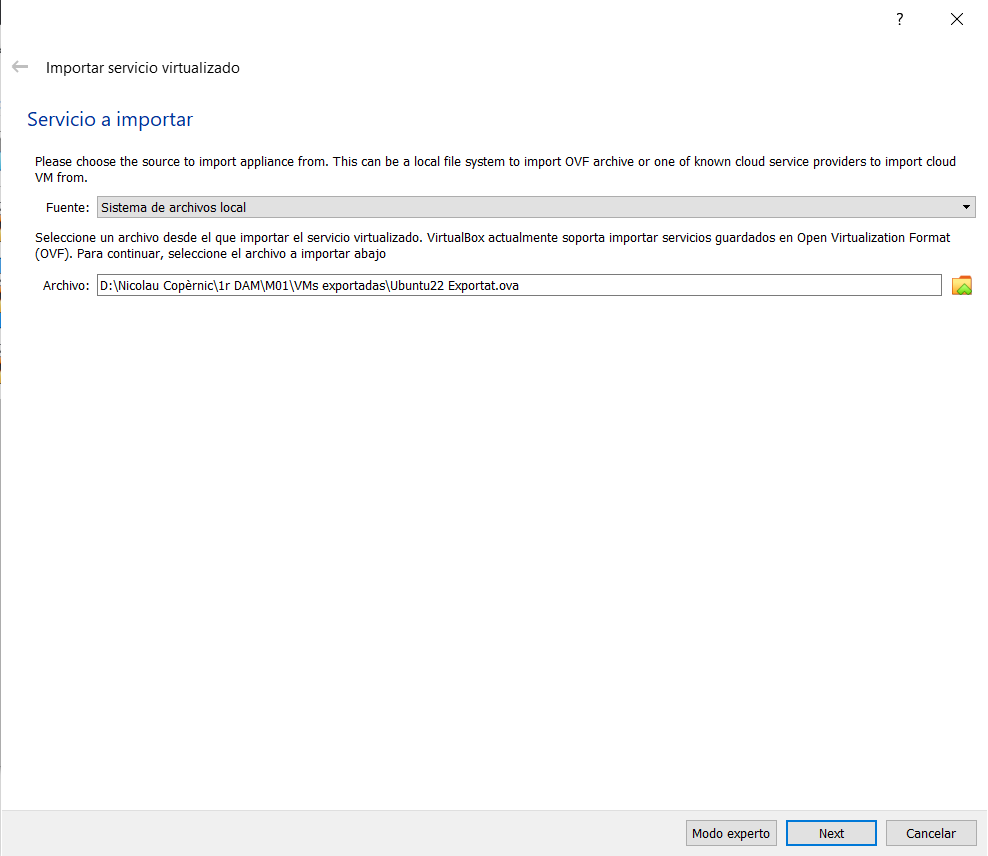 ?
Importar servicio virtualizado
Servicio a importar
Please choose the source to import appliance from. This can be a local file system to import OVF archive or one of known cloud service providers to import cloud
VM from.
Fuente: Sistema de archivos local
Seleccione un archivo desde el que importar el servicio virtualizado. VirtualBox actualmente soporta importar servicios guardados en Open Virtualization Format
(OVF). Para continuar, seleccione el archivo a importar abajo
Archivo: D:\Nicolau Copèrnic\1r DAM\M01\VMs exportadas\Ubuntu22 Exportat.ova
Modo experto Next Cancelar